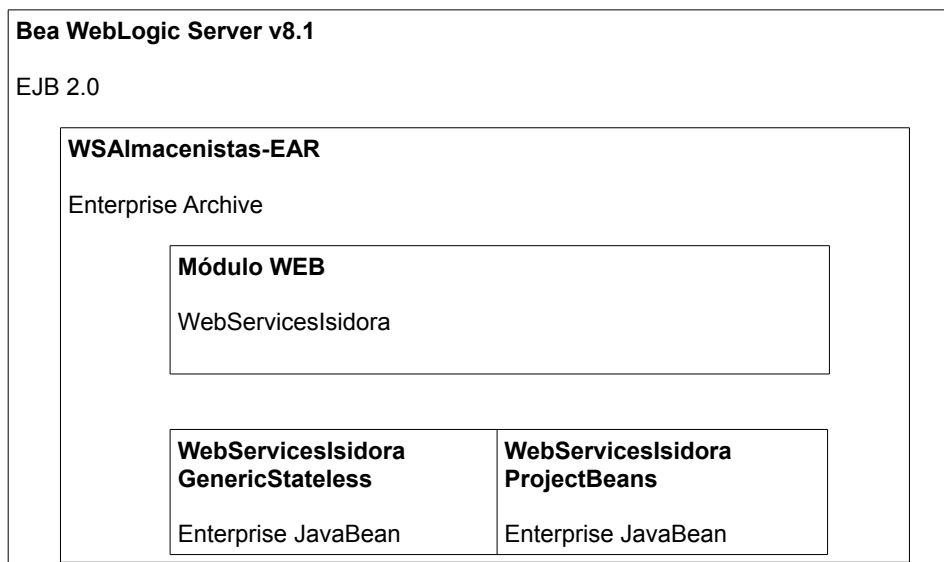 Bea WebLogic Server v8.1
EJB 2.0
WSAlmacenistas-EAR
Enterprise Archive
Módulo WEB
WebServicesIsidora
WebServicesIsidora
GenericStateless
Enterprise JavaBean
WebServicesIsidora
ProjectBeans
Enterprise JavaBean